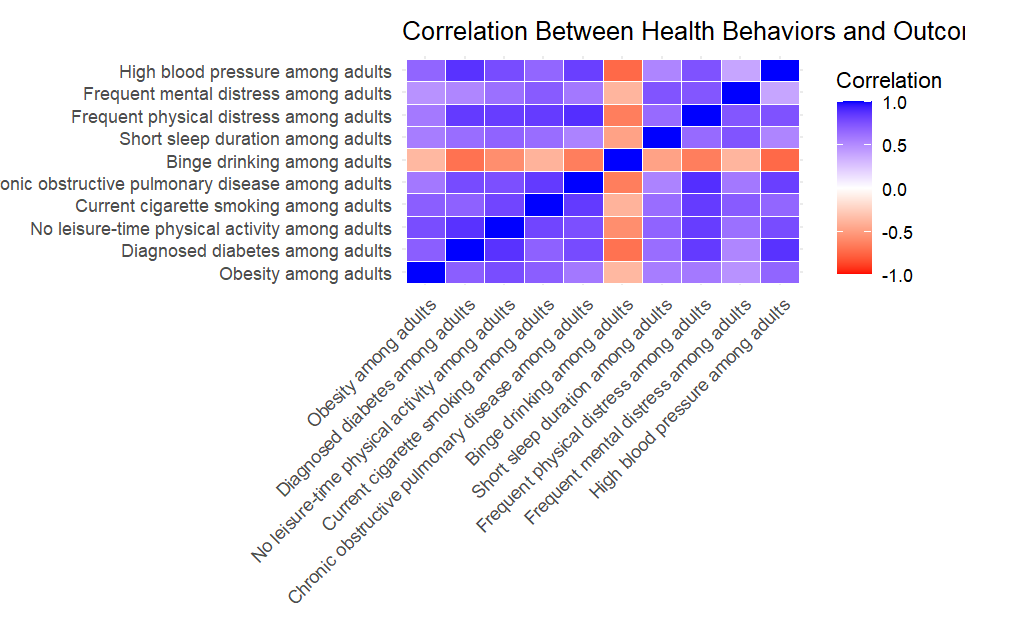 Correlation Between Health Behaviors and Outcor
High blood pressure among adults
Frequent mental distress among adults
Frequent physical distress among adults
Short sleep duration among adults
Binge drinking among adults
onic obstructive pulmonary disease among adults
Current cigarette smoking among adults
No leisure-time physical activity among adults
Diagnosed diabetes among adults
Obesity among adults
Obesity among adults
Diagnosed diabetes among adults
No leisure-time physical activity among adults
Current cigarette smoking among adults
Chronic obstructive pulmonary disease among adults
Binge drinking among adults
Short sleep duration among adults
Frequent physical distress among adults
Frequent mental distress among adults
High blood pressure among adults
Correlation
1.0
0.5
0.0
-0.5
-1.0